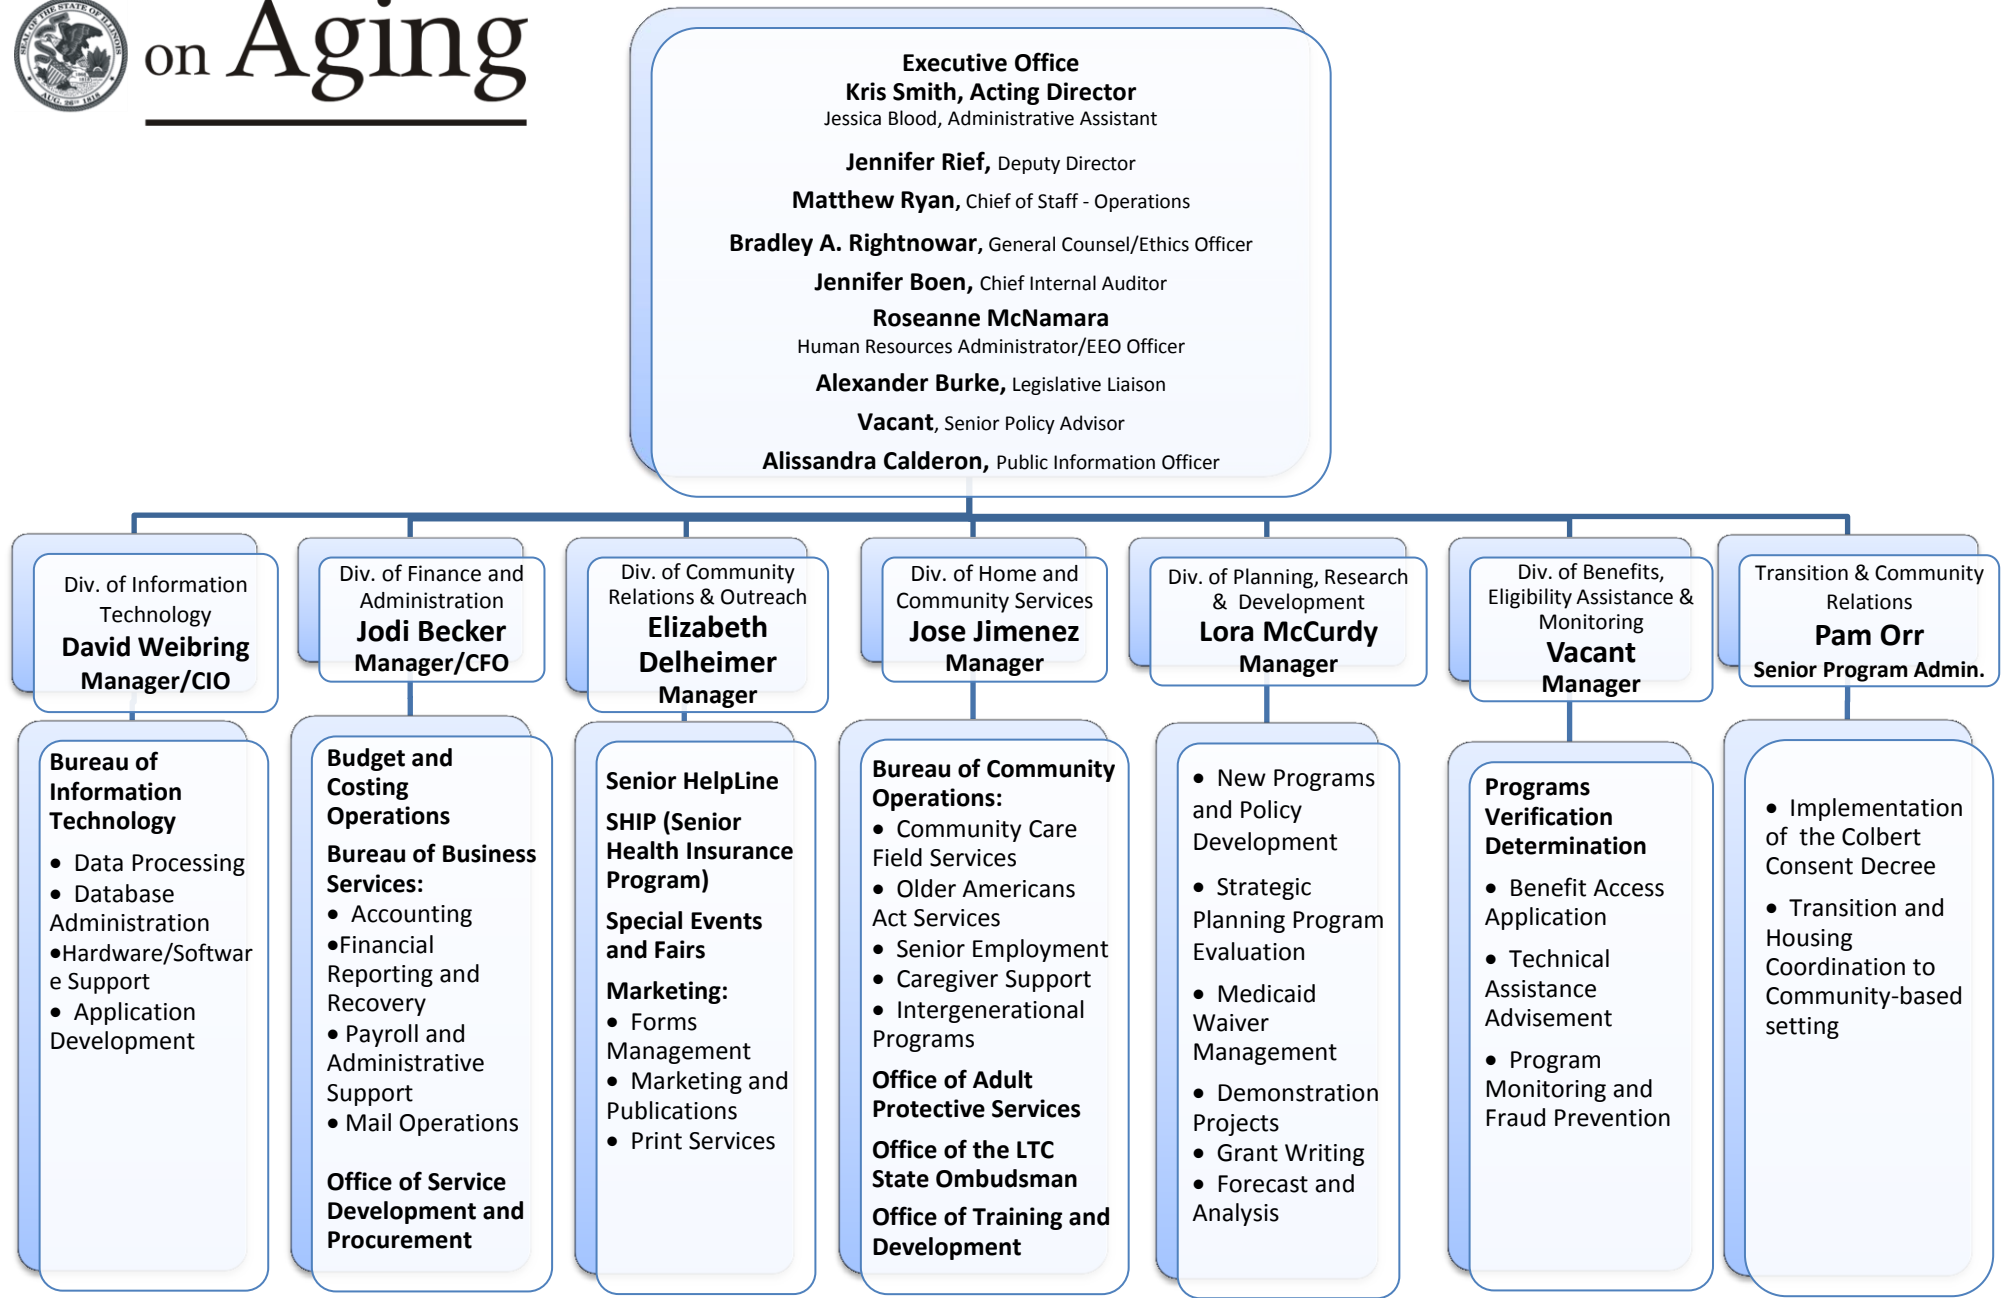 SEAL OF THE STATE OF ILLINOIS
AUG. 26TH 1818
on Aging
Executive Office
Kris Smith, Acting Director
Jessica Blood, Administrative Assistant
Jennifer Rief, Deputy Director
Matthew Ryan, Chief of Staff - Operations
Bradley A. Rightnowar, General Counsel/Ethics Officer
Jennifer Boen, Chief Internal Auditor
Roseanne McNamara
Human Resources Administrator/EEO Officer
Alexander Burke, Legislative Liaison
Vacant, Senior Policy Advisor
Alissandra Calderon, Public Information Officer
Div. of Information
Technology
David Weibring
Manager/CIO
Div. of Finance and
Administration
Jodi Becker
Manager/CFO
Div. of Community
Relations & Outreach
Elizabeth
Delheimer
Manager
Div. of Home and
Community Services
Jose Jimenez
Manager
Div. of Planning, Research
& Development
Lora McCurdy
Manager
Div. of Benefits,
Eligibility Assistance &
Monitoring
Vacant
Manager
Transition & Community
Relations
Pam Orr
Senior Program Admin.
Bureau of
Information
Technology
• Data Processing
• Database
Administration
•Hardware/Softwar
e Support
• Application
Development
Budget and
Costing
Operations
Bureau of Business
Services:
• Accounting
•Financial
Reporting and
Recovery
• Payroll and
Administrative
Support
• Mail Operations
Office of Service
Development and
Procurement
Senior HelpLine
SHIP (Senior
Health Insurance
Program)
Special Events
and Fairs
Marketing:
• Forms
Management
• Marketing and
Publications
• Print Services
Bureau of Community
Operations:
• Community Care
Field Services
• Older Americans
Act Services
• Senior Employment
• Caregiver Support
• Intergenerational
Programs
Office of Adult
Protective Services
Office of the LTC
State Ombudsman
Office of Training and
Development
• New Programs
and Policy
Development
• Strategic
Planning Program
Evaluation
• Medicaid
Waiver
Management
• Demonstration
Projects
• Grant Writing
• Forecast and
Analysis
Programs
Verification
Determination
• Benefit Access
Application
• Technical
Assistance
Advisement
• Program
Monitoring and
Fraud Prevention
• Implementation
of the Colbert
Consent Decree
• Transition and
Housing
Coordination to
Community-based
setting